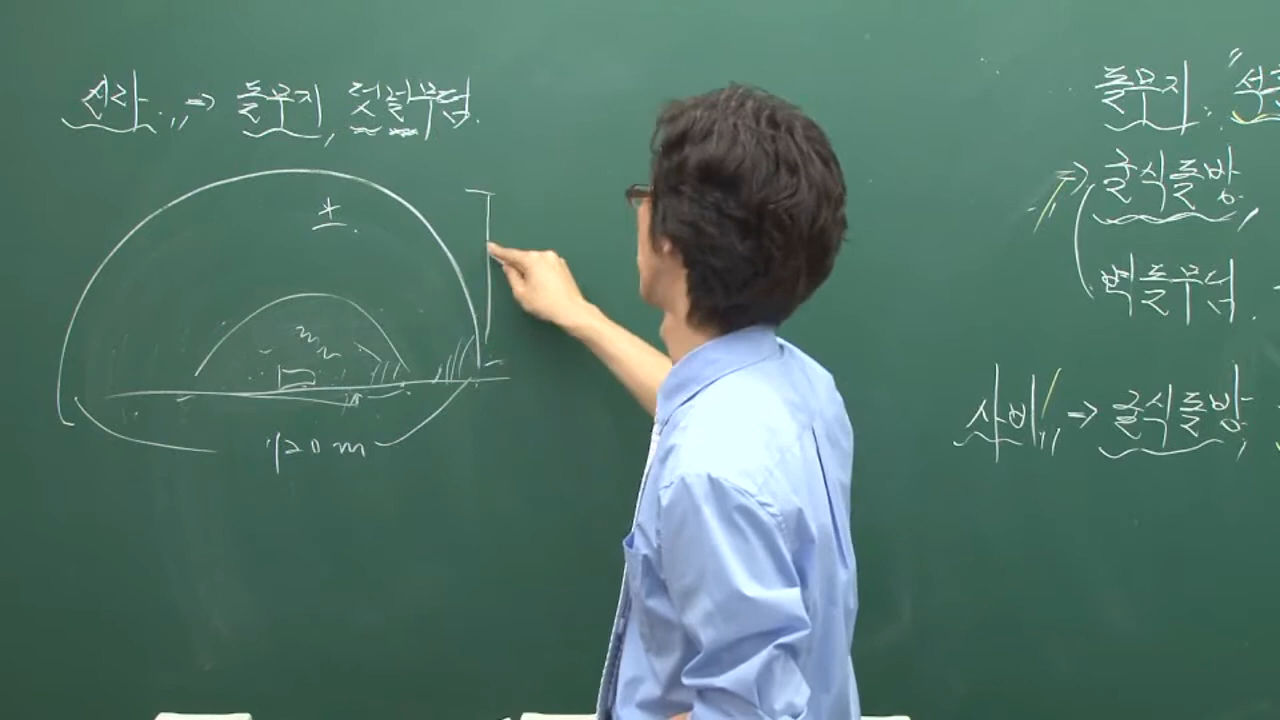 신라 ,, ⇒ 돌무지, 덧널무덤.
土
120m
돌무지.
⇒ 굴식돌방,
벽돌무덤.
사비,, ⇒ 굴식돌방,